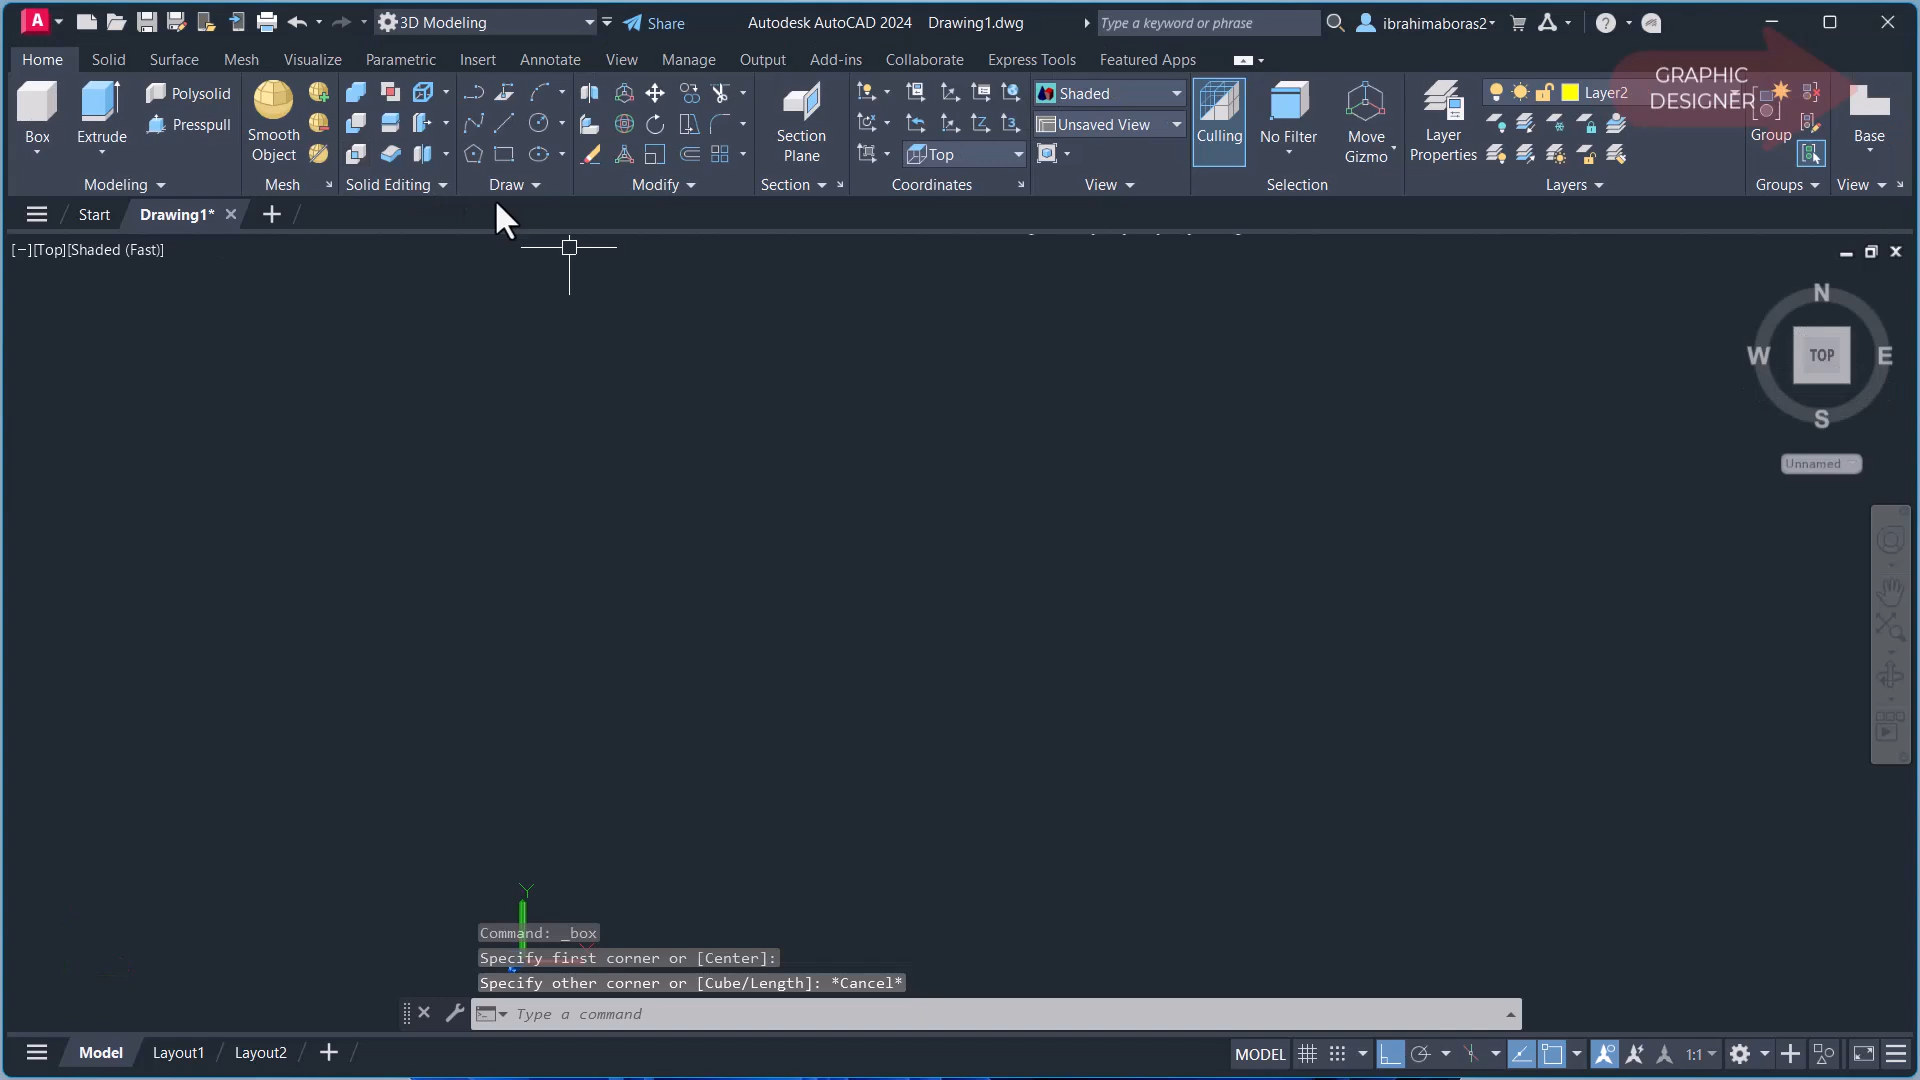 A
3D Modeling
Share
Autodesk AutoCAD 2024 Drawing1.dwg
Type a keyword or phrase
ibrahimaboras2
Home Solid Surface Mesh Visualize Parametric Insert Annotate View Manage Output Add-ins Collaborate Express Tools Featured Apps
Box
Extrude
Polysolid
Presspull
Smooth
Object
Section
Plane
Top
Shaded
Unsaved View
Culling
No Filter
Move
Gizmo
Layer
Properties
Layer2
GRAPHIC
DESIGNER
Group
Base
Modeling Mesh Solid Editing Draw Modify Section Coordinates View Selection Layers Groups View
Start Drawing1*
[−][Top][Shaded (Fast)]
N
W TOP E
S
Unnamed
Y
Command: _box
Specify first corner or [Center]:
Specify other corner or [Cube/Length]: *Cancel*
Type a command
Model Layout1 Layout2
MODEL
1:1